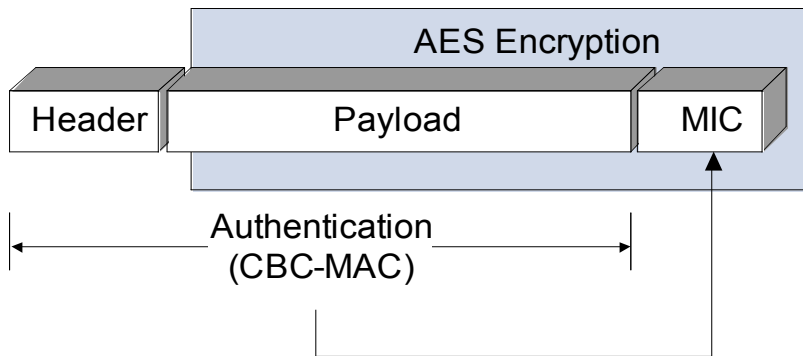 AES Encryption
Header
Payload
MIC
Authentication
(CBC-MAC)